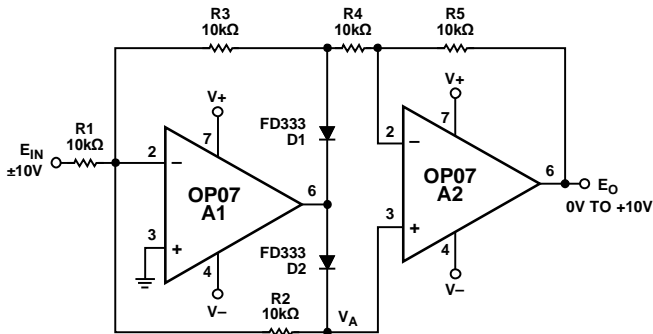 R3
10kΩ
R4
10kΩ
R5
10kΩ
V+
V+
R1
10kΩ
E_IN
±10V
FD333
D1
7
7
2
−
2
−
6
OP07
A1
OP07
A2
6
E_O
0V TO +10V
3
+
3
+
FD333
D2
4
4
V−
V−
R2
10kΩ
V_A